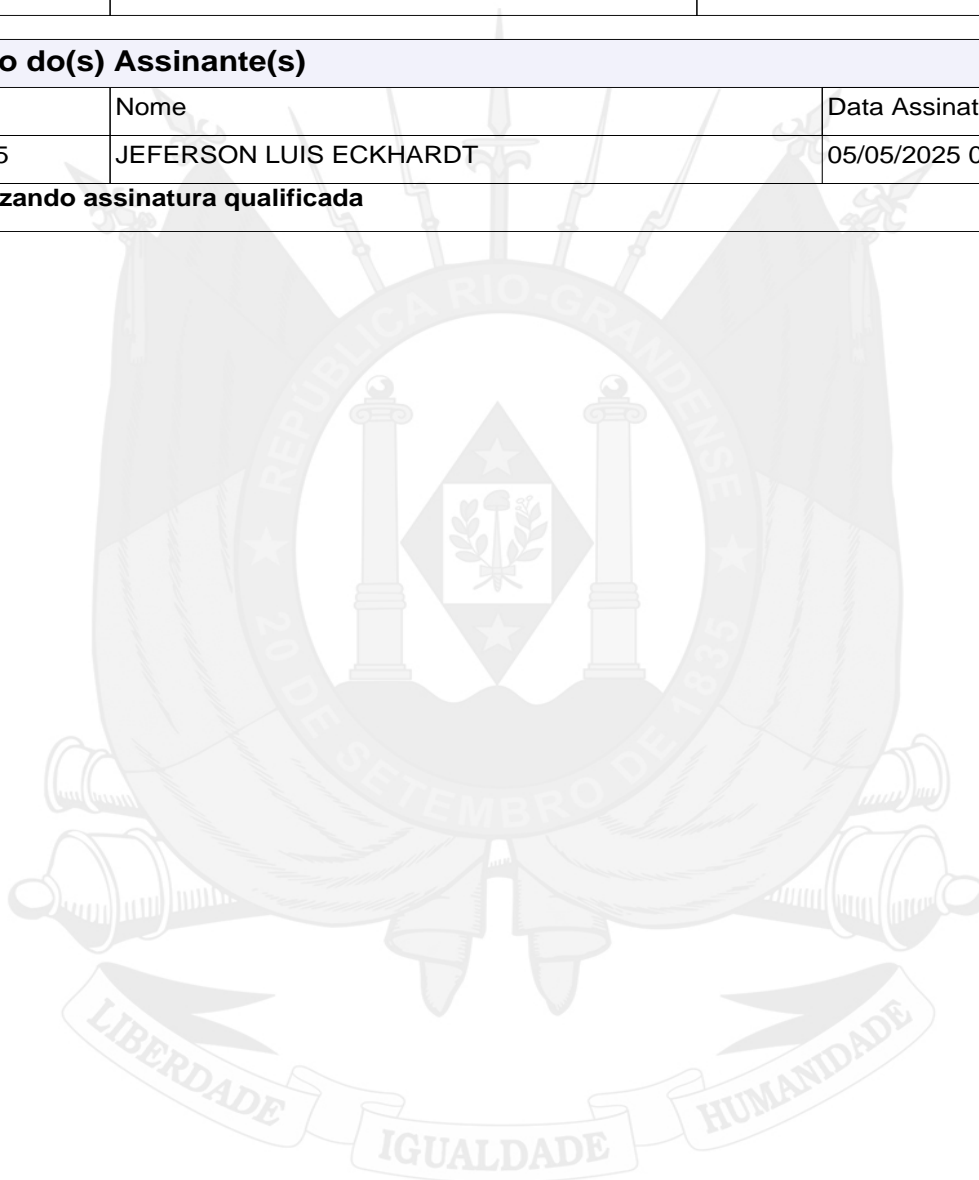 o do(s) Assinante(s)
Nome Data Assinat
5 JEFERSON LUIS ECKHARDT 05/05/2025 0
zando assinatura qualificada
REPÚBLICA RIO-GRANDENSE
20 DE SETEMBRO DE 1835
LIBERDADE IGUALDADE HUMANIDADE